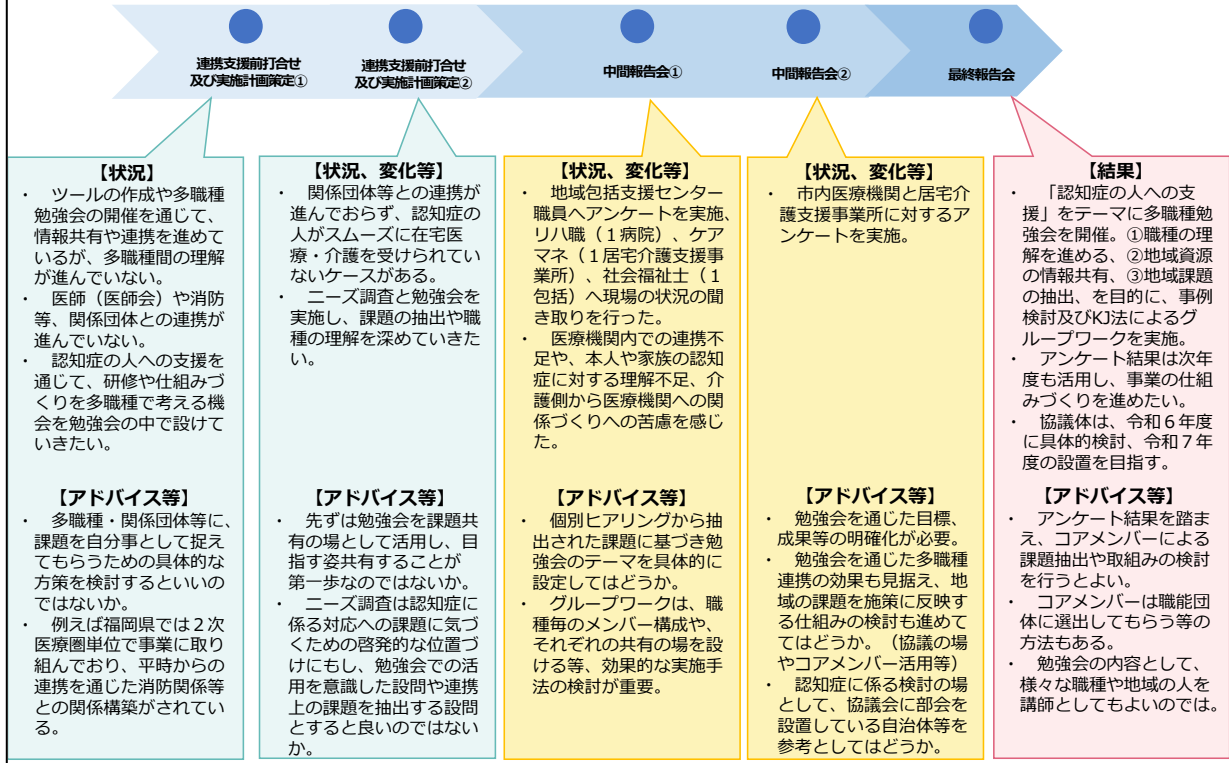 連携支援前打合せ
及び実施計画策定①
連携支援前打合せ
及び実施計画策定②
中間報告会①
中間報告会②
最終報告会
【状況】
・　ツールの作成や多職種
勉強会の開催を通じて、
情報共有や連携を進めて
いるが、多職種間の理解
が進んでいない。
・　医師（医師会）や消防
等、関係団体との連携が
進んでいない。
・　認知症の人への支援を
通じて、研修や仕組みづ
くりを多職種で考える機
会を勉強会の中で設けて
いきたい。
【アドバイス等】
・　多職種・関係団体等に、
課題を自分事として捉え
てもらうための具体的な
方策を検討するといいの
ではないか。
・　例えば福岡県では２次
医療圏単位で事業に取り
組んでおり、平時からの
連携を通じた消防関係等
との関係構築がされてい
る。
【状況、変化等】
・　関係団体等との連携が
進んでおらず、認知症の
人がスムーズに在宅医
療・介護を受けられてい
ないケースがある。
・　ニーズ調査と勉強会を
実施し、課題の抽出や職
種の理解を深めていきた
い。
【アドバイス等】
・　先ずは勉強会を課題共
有の場として活用し、目
指す姿共有することが
第一歩なのではないか。
・　ニーズ調査は認知症に
係る対応への課題に気づ
くための啓発的な位置づ
けにもし、勉強会での活
用を意識した設問や連携
上の課題を抽出する設問
とすると良いのではない
か。
【状況、変化等】
・　地域包括支援センター
職員へアンケートを実施、
リハ職（１病院）、ケアマ
ネ（１居宅介護支援事
業所）、社会福祉士（１
包括）へ現場の状況の聞
き取りを行った。
・　医療機関内での連携不
足や、本人や家族の認知
症に対する理解不足、介
護側から医療機関への関
係づくりへの苦慮を感じ
た。
【アドバイス等】
・　個別ヒアリングから抽
出された課題に基づき勉
強会のテーマを具体的に
設定してはどうか。
・　グループワークは、職
種毎のメンバー構成や、
それぞれの共有の場を設
ける等、効果的な実施手
法の検討が重要。
【状況、変化等】
・　市内医療機関と居宅介
護支援事業所に対するア
ンケートを実施。
【アドバイス等】
・　勉強会を通じた目標、
成果等の明確化が必要。
・　勉強会を通じた多職種
連携の効果も見据え、地
域の課題を施策に反映す
る仕組みの検討も進めて
てはどうか。（協議の場
やコアメンバー活用等）
・　認知症に係る検討の場
として、協議会に部会を
設置している自治体等を
参考としてはどうか。
【結果】
・　「認知症の人への支
援」をテーマに多職種勉
強会を開催。①職種の理
解を進める、②地域資源
の情報共有、③地域課題
の抽出、を目的に、事例
検討及びKJ法によるグ
ループワークを実施。
・　アンケート結果は次年
度も活用し、事業の仕組
みづくりを進めたい。
・　協議体は、令和６年度
に具体的検討、令和７年
度の設置を目指す。
【アドバイス等】
・　アンケート結果を踏ま
え、コアメンバーによる
課題抽出や取組みの検討
を行うとよい。
・　コアメンバーは職能団
体に選出してもらう等の
方法もある。
・　勉強会の内容として、
様々な職種や地域の人を
講師としてもよいのでは。